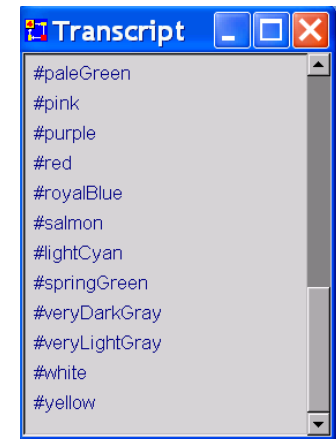 Transcript
#paleGreen
#pink
#purple
#red
#royalBlue
#salmon
#lightCyan
#springGreen
#veryDarkGray
#veryLightGray
#white
#yellow